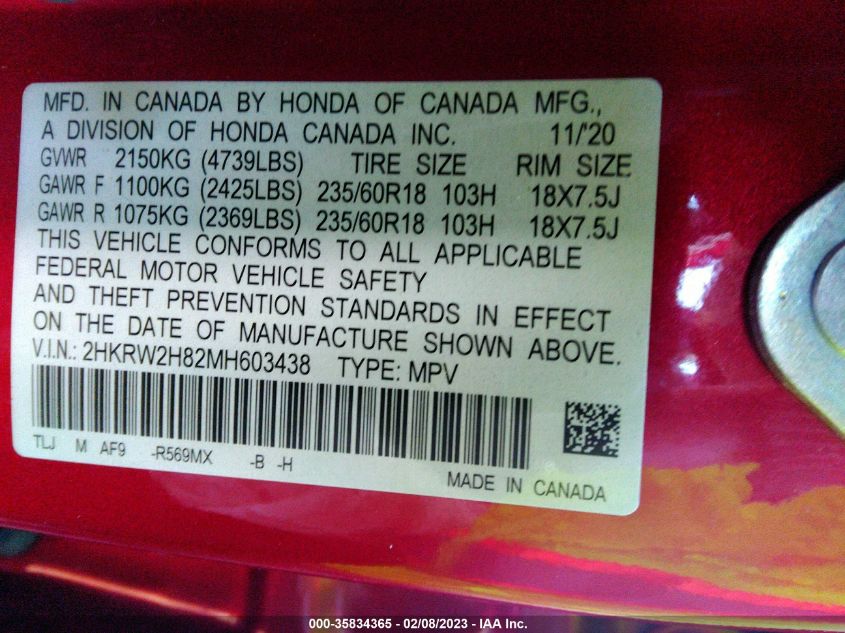 MFD. IN CANADA BY HONDA OF CANADA MFG.,
A DIVISION OF HONDA CANADA INC. 11/'20
GVWR 2150KG (4739LBS) TIRE SIZE RIM SIZE
GAWR F 1100KG (2425LBS) 235/60R18 103H 18X7.5J
GAWR R 1075KG (2369LBS) 235/60R18 103H 18X7.5J
THIS VEHICLE CONFORMS TO ALL APPLICABLE
FEDERAL MOTOR VEHICLE SAFETY
AND THEFT PREVENTION STANDARDS IN EFFECT
ON THE DATE OF MANUFACTURE SHOWN ABOVE.
V.I.N.: 2HKRW2H82MH603438 TYPE: MPV
TLJ M AF9 -R569MX -B -H
MADE IN CANADA
000-35834365 - 02/08/2023 - IAA Inc.